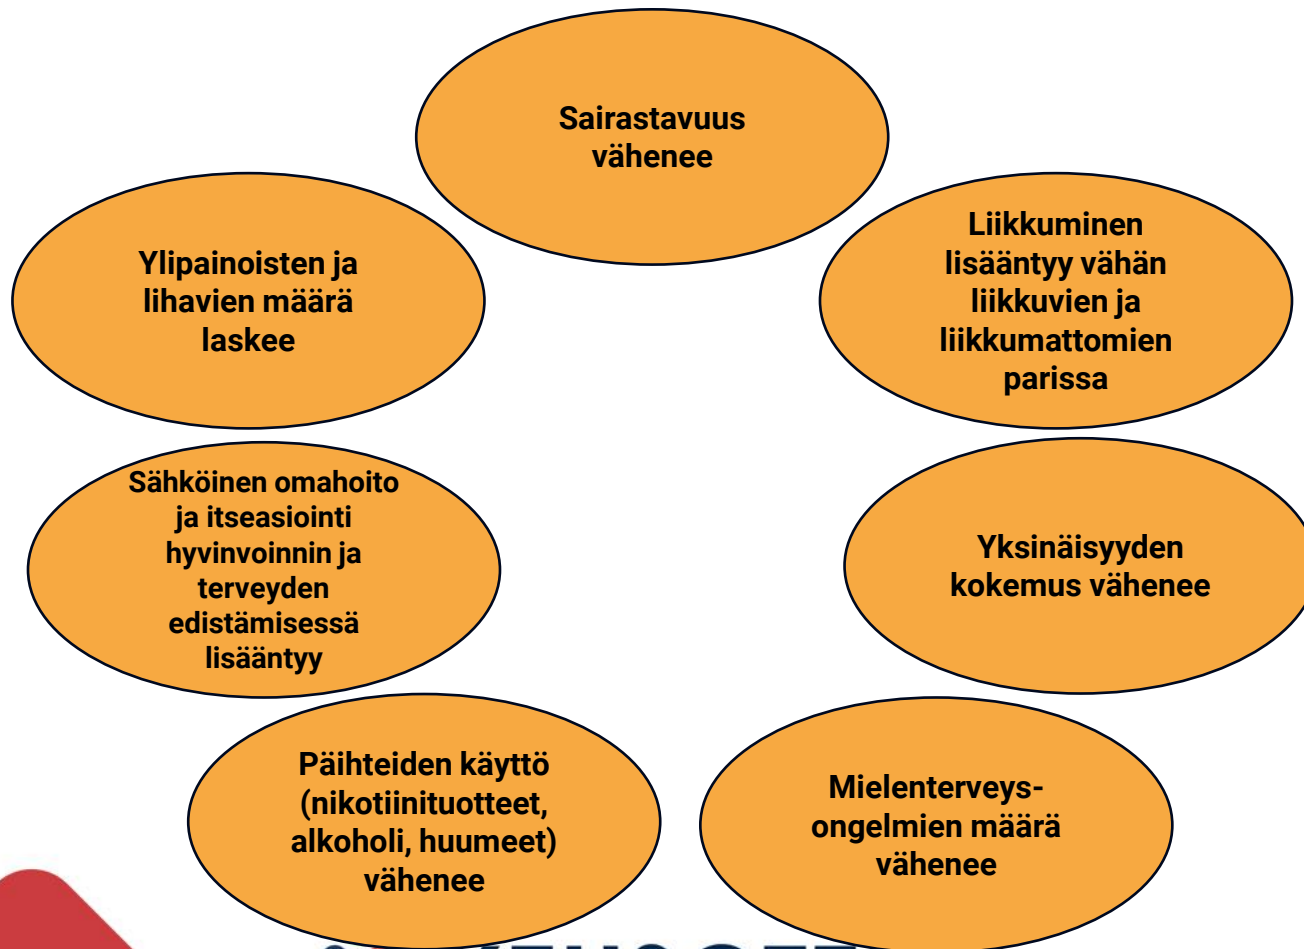 Sairastavuus
vähenee
Liikkuminen
lisääntyy vähän
liikkuvien ja
liikkumattomien
parissa
Yksinäisyyden
kokemus vähenee
Mielenterveys-
ongelmien määrä
vähenee
Päihteiden käyttö
(nikotiinituotteet,
alkoholi, huumeet)
vähenee
Sähköinen omahoito
ja itseasiointi
hyvinvoinnin ja
terveyden
edistämisessä
lisääntyy
Ylipainoisten ja
lihavien määrä
laskee